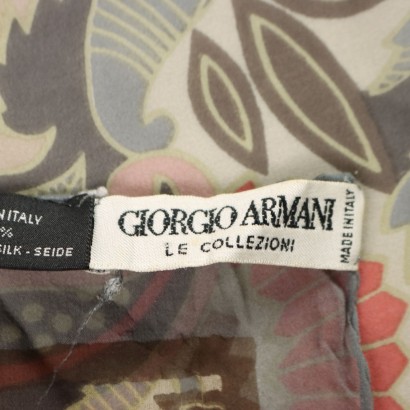 N ITALY
%
SILK - SEIDE
GIORGIO ARMANI
LE COLLEZIONI
MADE IN ITALY